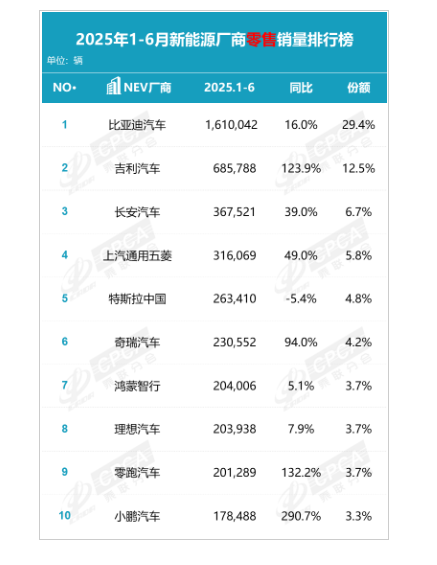 2025年1-6月新能源厂商零售销量排行榜
单位：辆
NO• NEV厂商 2025.1-6 同比 份额
1 比亚迪汽车 1,610,042 16.0% 29.4%
2 吉利汽车 685,788 123.9% 12.5%
3 长安汽车 367,521 39.0% 6.7%
4 上汽通用五菱 316,069 49.0% 5.8%
5 特斯拉中国 263,410 -5.4% 4.8%
6 奇瑞汽车 230,552 94.0% 4.2%
7 鸿蒙智行 204,006 5.1% 3.7%
8 理想汽车 203,938 7.9% 3.7%
9 零跑汽车 201,289 132.2% 3.7%
10 小鹏汽车 178,488 290.7% 3.3%
CPCA
乘联分会